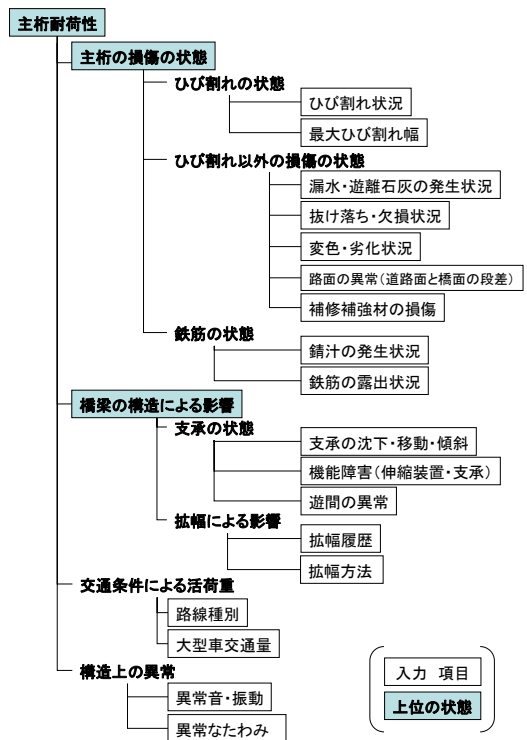 主桁耐荷性
主桁の損傷の状態
ひび割れの状態
ひび割れ状況
最大ひび割れ幅
ひび割れ以外の損傷の状態
漏水・遊離石灰の発生状況
抜け落ち・欠損状況
変色・劣化状況
路面の異常(道路面と橋面の段差)
補修補強材の損傷
鉄筋の状態
錆汁の発生状況
鉄筋の露出状況
橋梁の構造による影響
支承の状態
支承の沈下・移動・傾斜
機能障害(伸縮装置・支承)
遊間の異常
拡幅による影響
拡幅履歴
拡幅方法
交通条件による活荷重
路線種別
大型車交通量
構造上の異常
異常音・振動
異常なたわみ
入力 項目
上位の状態